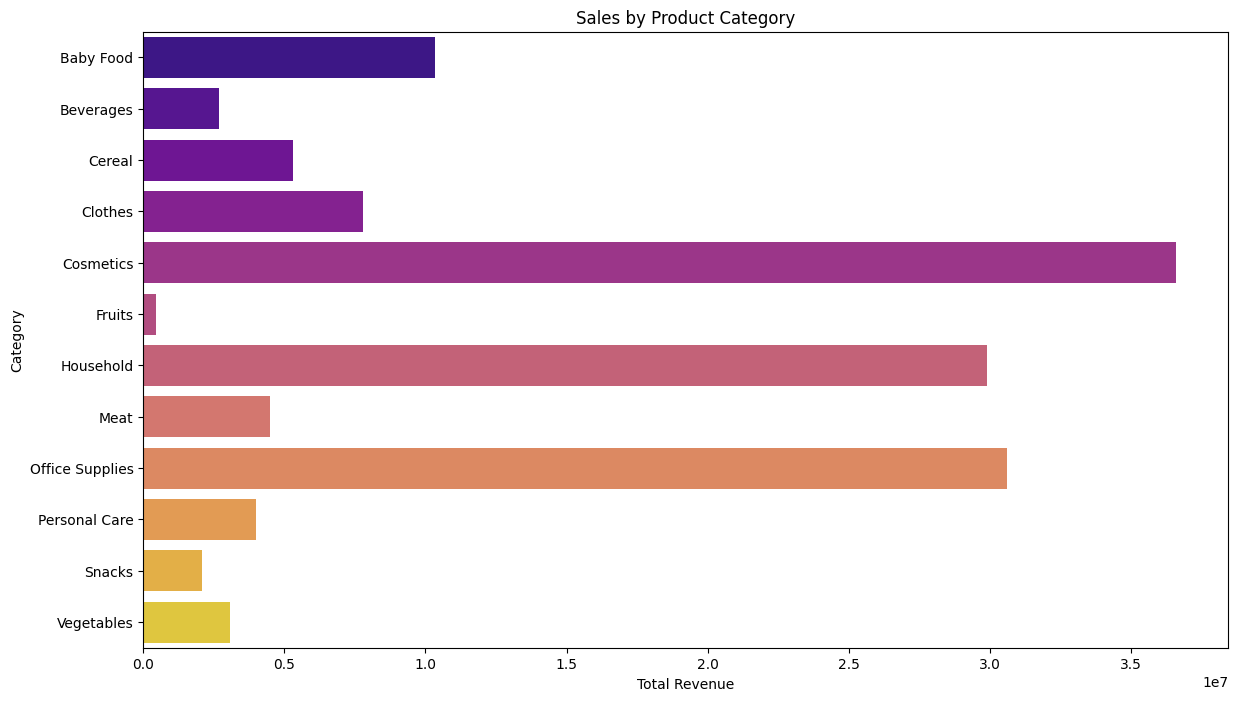 Sales by Product Category
Baby Food
Beverages
Cereal
Clothes
Cosmetics
Fruits
Household
Meat
Office Supplies
Personal Care
Snacks
Vegetables
Category
0.0 0.5 1.0 1.5 2.0 2.5 3.0 3.5
1e7
Total Revenue